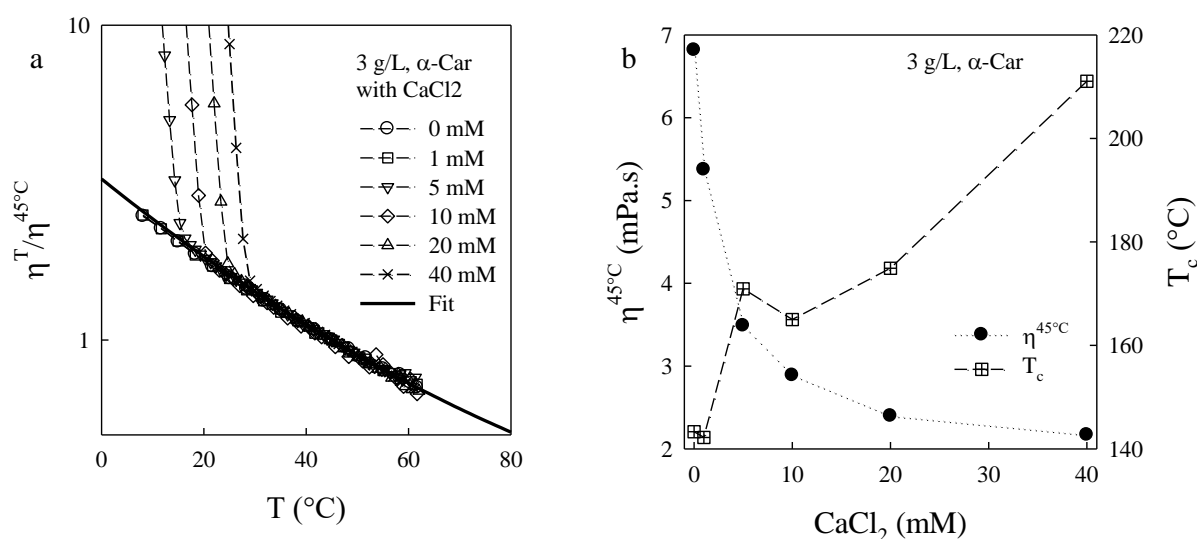 a
3 g/L, α-Car
with CaCl2
0 mM
1 mM
5 mM
10 mM
20 mM
40 mM
Fit
10
1
η^T/η^45°C
0 20 40 60 80
T (°C)
b
3 g/L, α-Car
7
6
5
4
3
2
η^45°C (mPa.s)
220
200
180
160
140
T_c (°C)
η^45°C
T_c
0 10 20 30 40
CaCl₂ (mM)